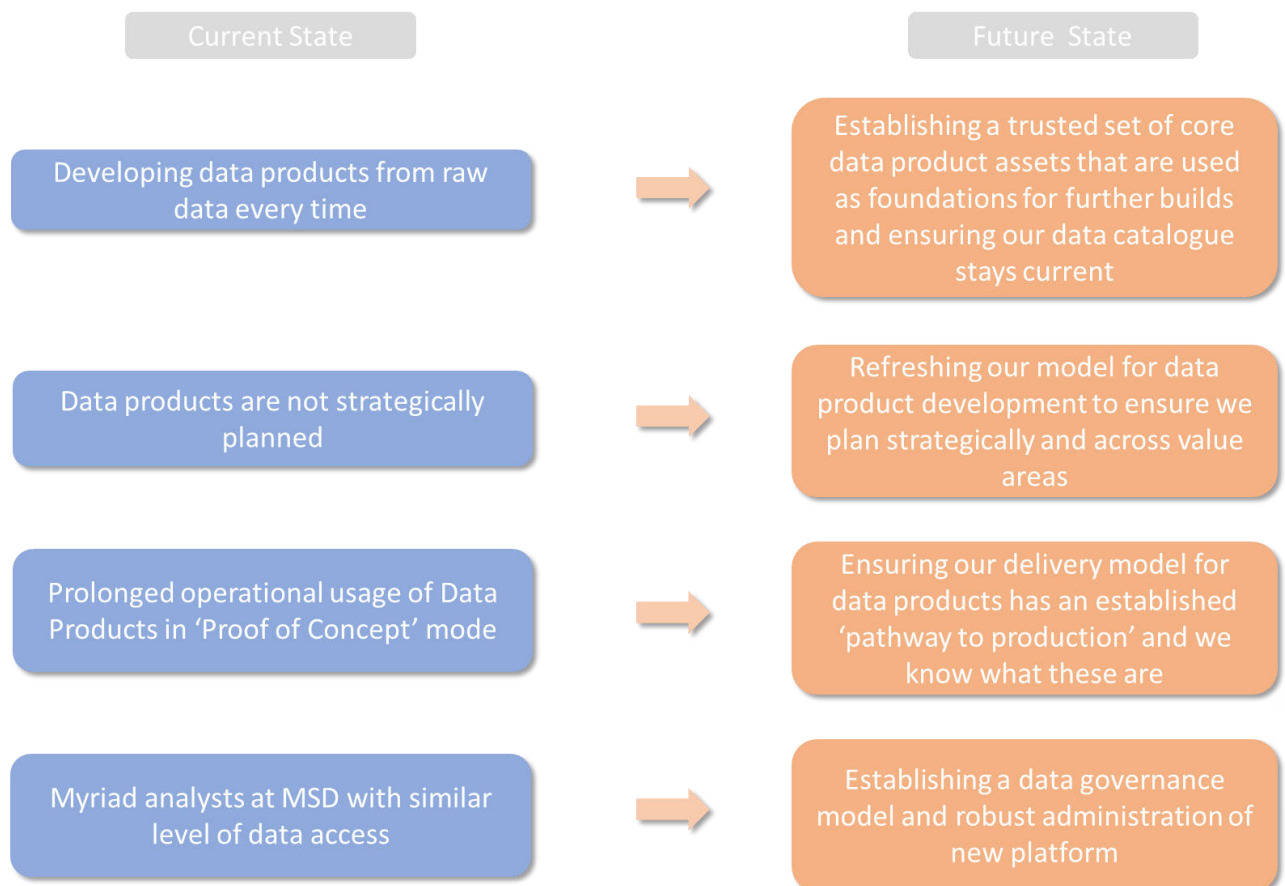 Current State
Future State
Developing data products from raw
data every time
Establishing a trusted set of core
data product assets that are used
as foundations for further builds
and ensuring our data catalogue
stays current
Data products are not strategically
planned
Refreshing our model for data
product development to ensure we
plan strategically and across value
areas
Prolonged operational usage of Data
Products in ‘Proof of Concept’ mode
Ensuring our delivery model for
data products has an established
‘pathway to production’ and we
know what these are
Myriad analysts at MSD with similar
level of data access
Establishing a data governance
model and robust administration of
new platform